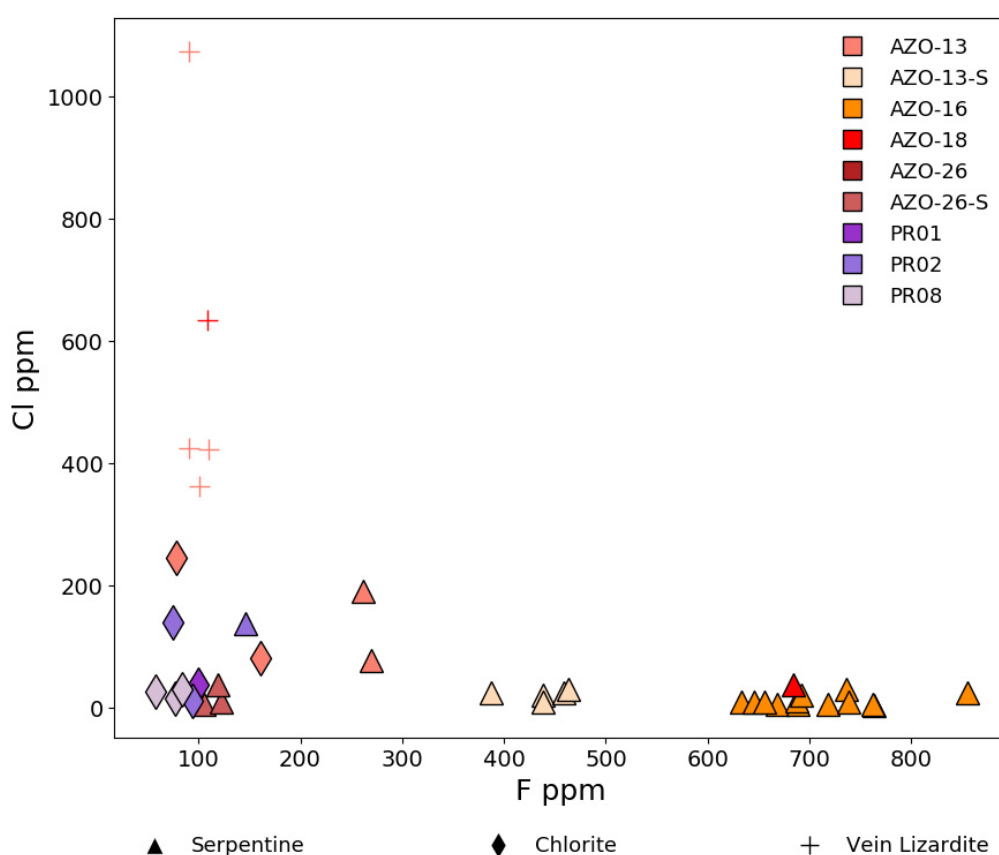 AZO-13
AZO-13-S
AZO-16
AZO-18
AZO-26
AZO-26-S
PR01
PR02
PR08
1000
800
600
400
200
0
Cl ppm
100 200 300 400 500 600 700 800
F ppm
Serpentine Chlorite Vein Lizardite